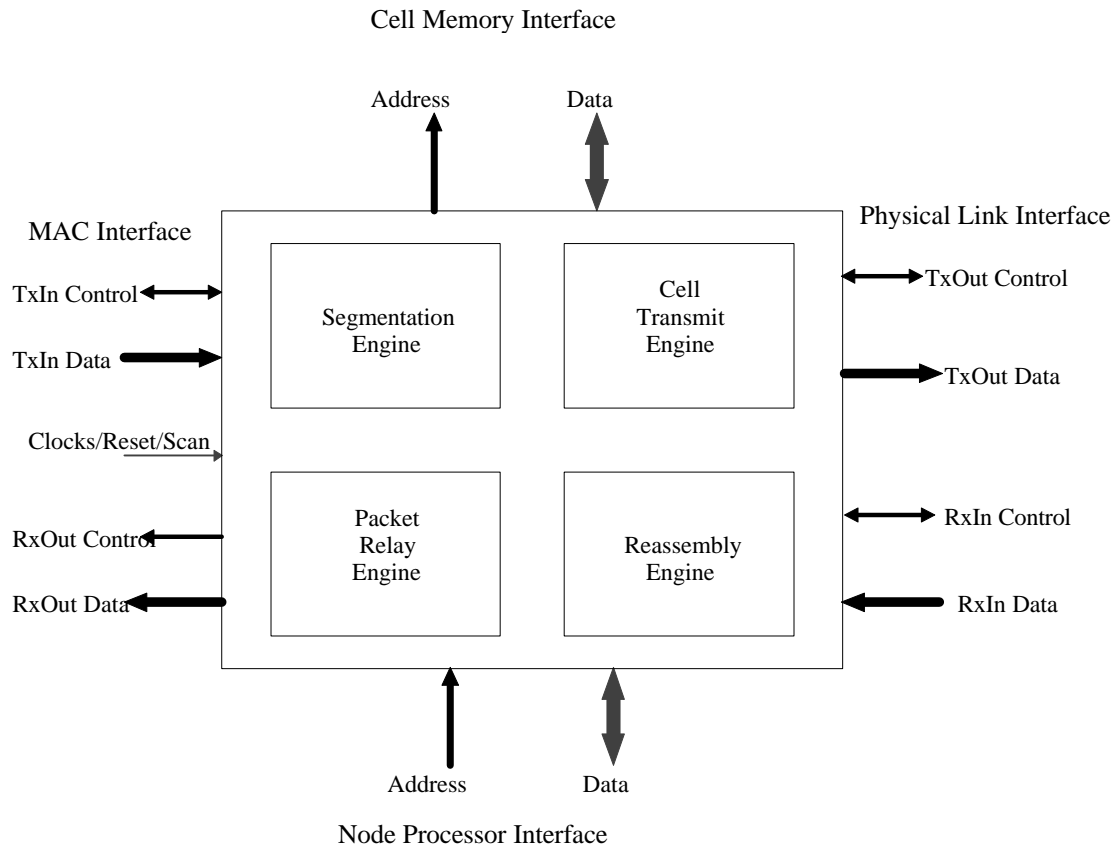 Cell Memory Interface
Address
Data
MAC Interface
Physical Link Interface
TxIn Control
TxOut Control
Segmentation
Engine
Cell
Transmit
Engine
TxIn Data
TxOut Data
Clocks/Reset/Scan
RxOut Control
Packet
Relay
Engine
Reassembly
Engine
RxIn Control
RxOut Data
RxIn Data
Address
Data
Node Processor Interface